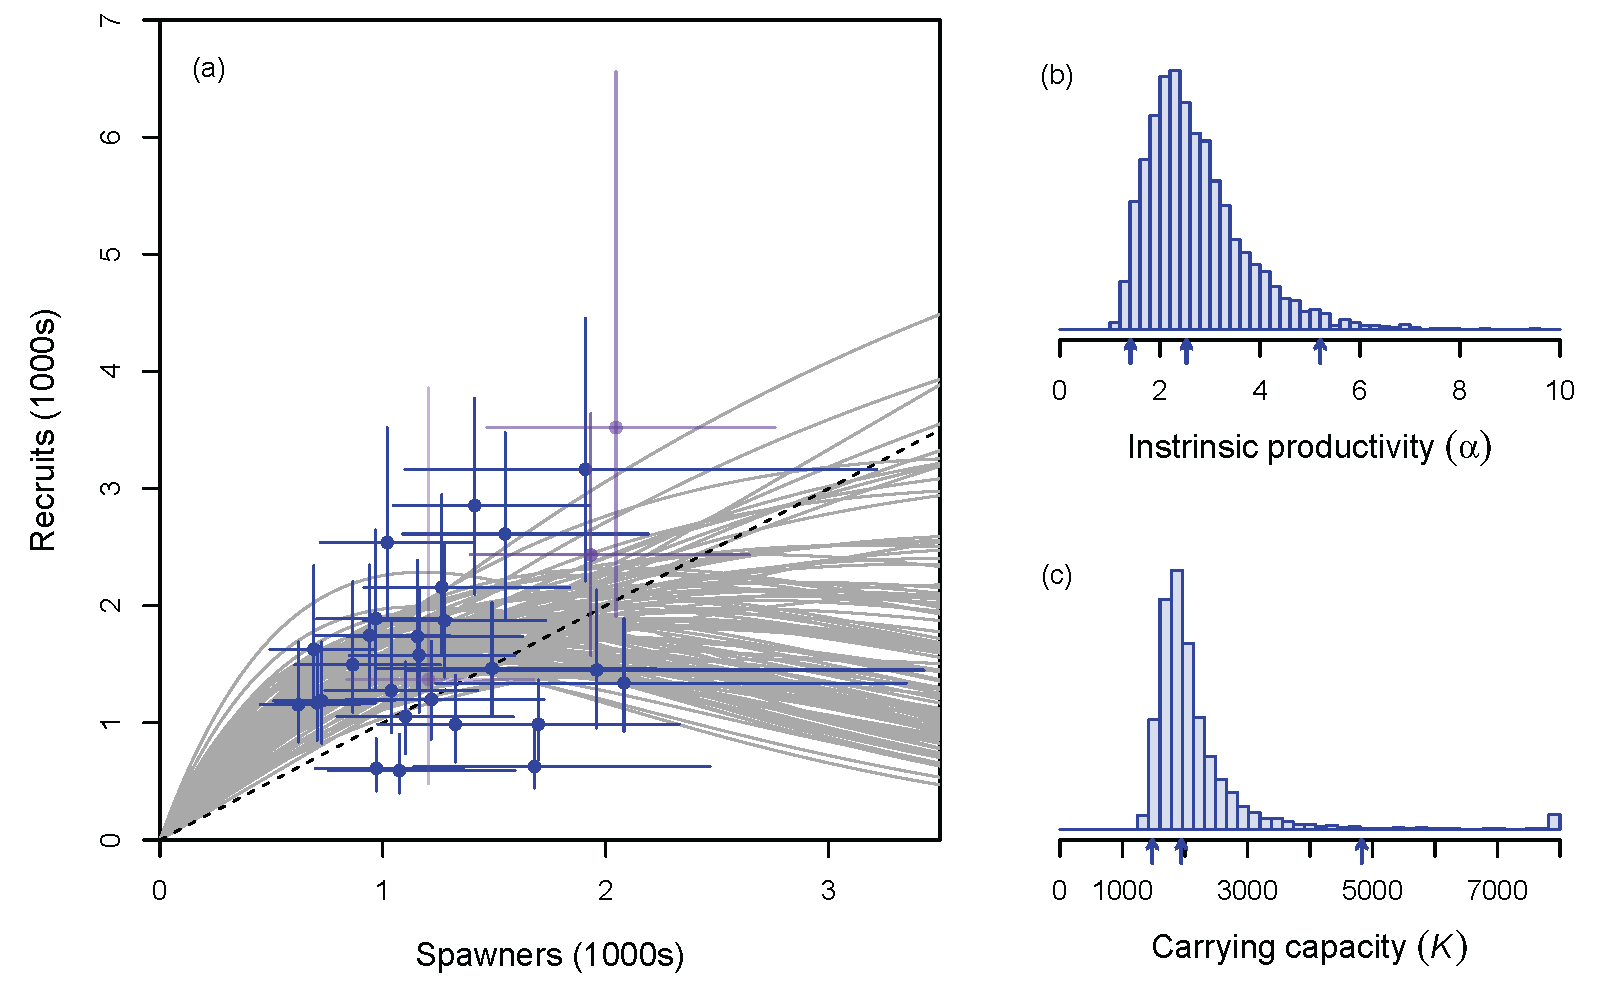 (a)
7
6
5
4
3
2
1
0
Recruits (1000s)
0 1 2 3
Spawners (1000s)
(b)
0 2 4 6 8 10
Instrinsic productivity (α)
(c)
0 1000 3000 5000 7000
Carrying capacity (K)